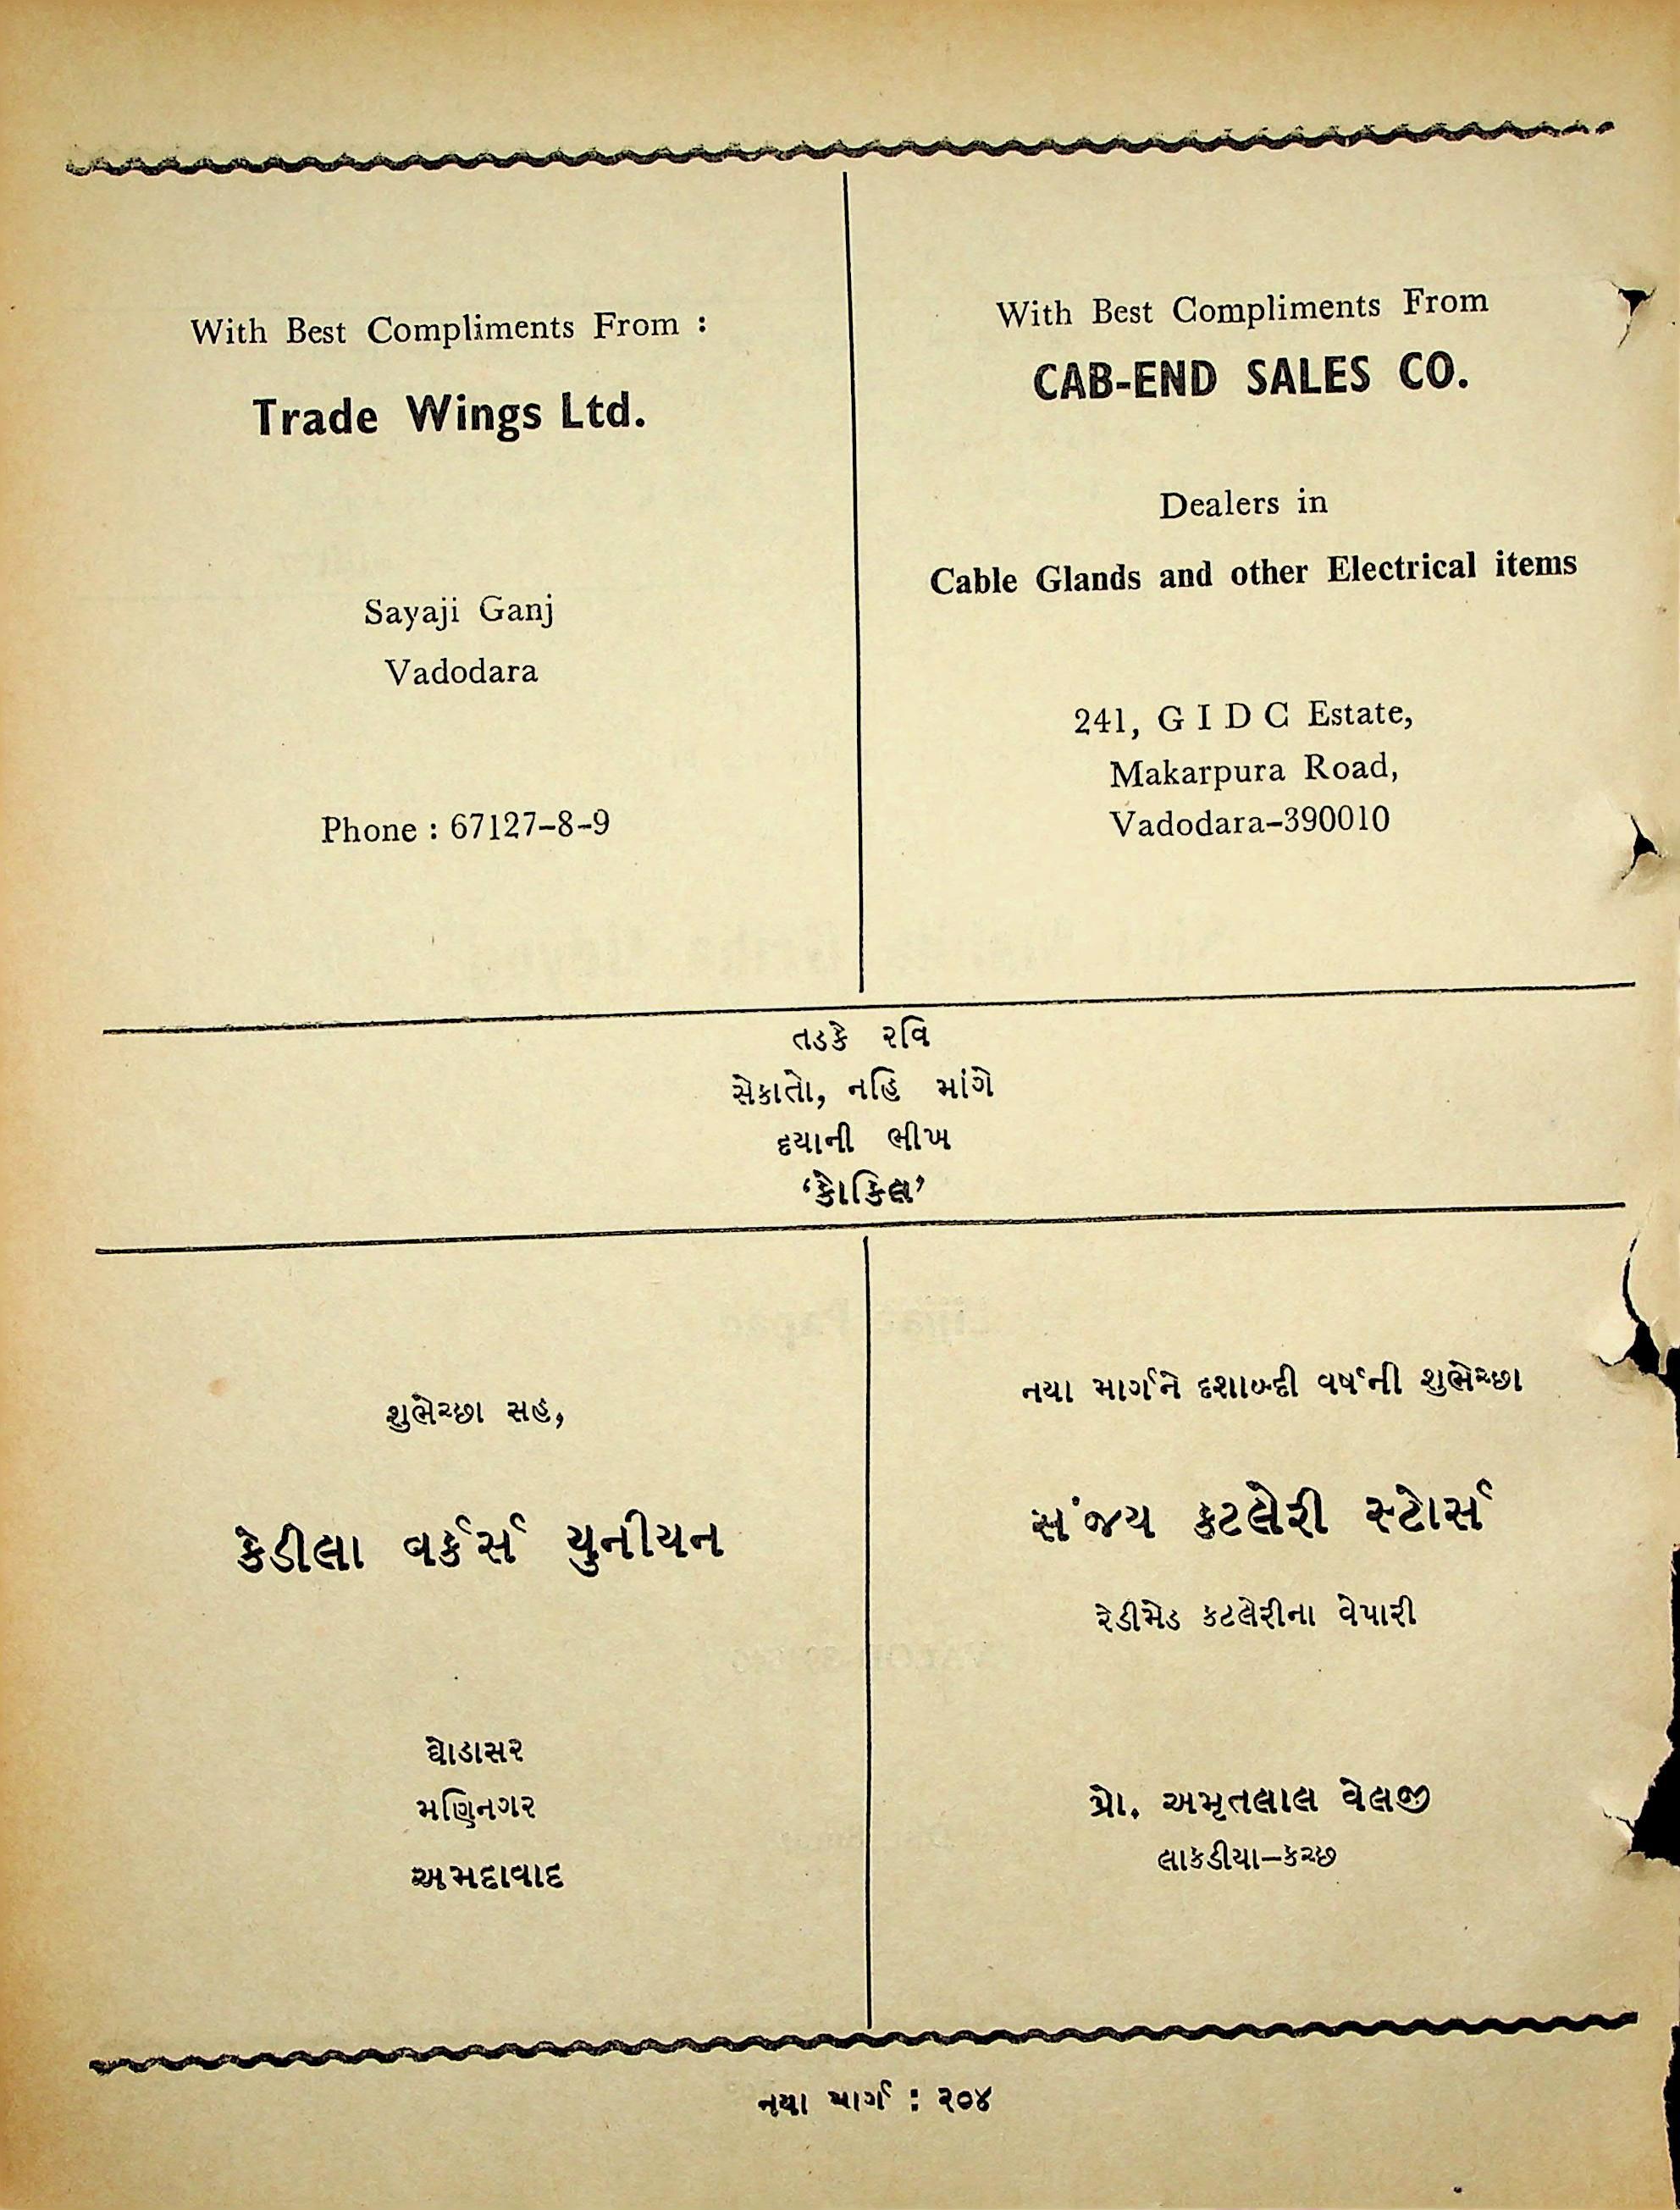 With Best Compliments From :
Trade Wings Ltd.
Sayaji Ganj
Vadodara
Phone : 67127-8-9
With Best Compliments From
CAB-END SALES CO.
Dealers in
Cable Glands and other Electrical items
241, G I D C Estate,
Makarpura Road,
Vadodara-390010
તડકે રવિ
સેકાતો, નહિ માંગે
દયાની ભીખ
‘કોકિલ’
શુભેચ્છા સહ,
કેડીલા વર્કર્સ યુનીયન
ઘોડાસર
મણિનગર
અમદાવાદ
નયા માર્ગને દશાબ્દી વર્ષની શુભેચ્છા
સંજય કટલેરી સ્ટોર્સ
રેડીમેડ કટલેરીના વેપારી
પ્રો. અમૃતલાલ વેલજી
લાકડીયા–કચ્છ
નયા માર્ગ : ૨૦૪